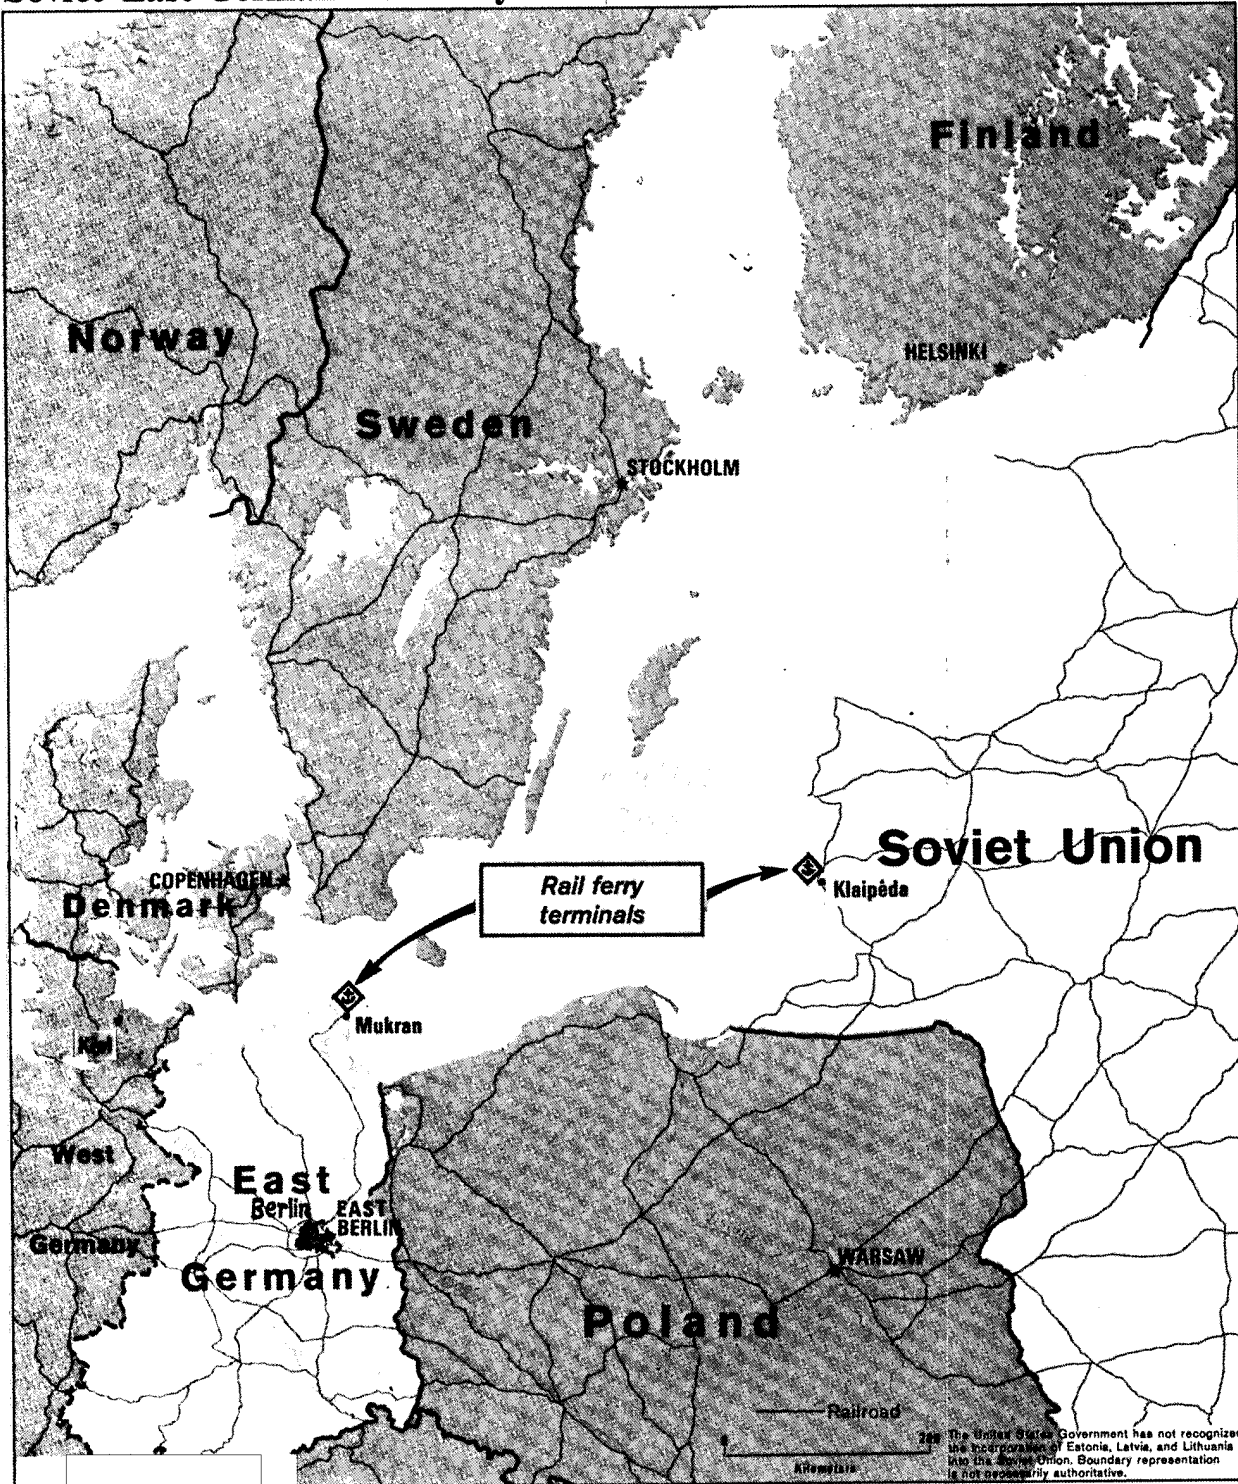 Finland
Norway
HELSINKI
Sweden
STOCKHOLM
Soviet Union
Rail ferry
terminals
Klaipėda
COPENHAGEN
Denmark
Mukran
Kiel
West
East
Berlin
EAST
BERLIN
Germany
Germany
WARSAW
Poland
Railroad
Kilometers
The United States Government has not recognized
the incorporation of Estonia, Latvia, and Lithuania
into the Soviet Union. Boundary representation
is not necessarily authoritative.